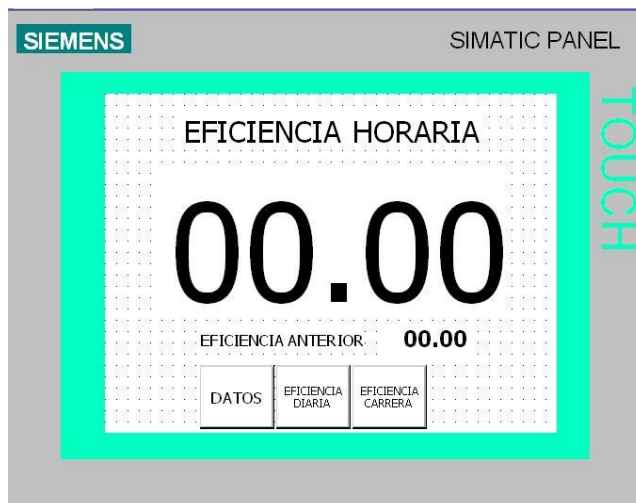 SIEMENS
SIMATIC PANEL
TOUCH
EFICIENCIA HORARIA
00.00
EFICIENCIA ANTERIOR 00.00
DATOS
EFICIENCIA
DIARIA
EFICIENCIA
CARRERA